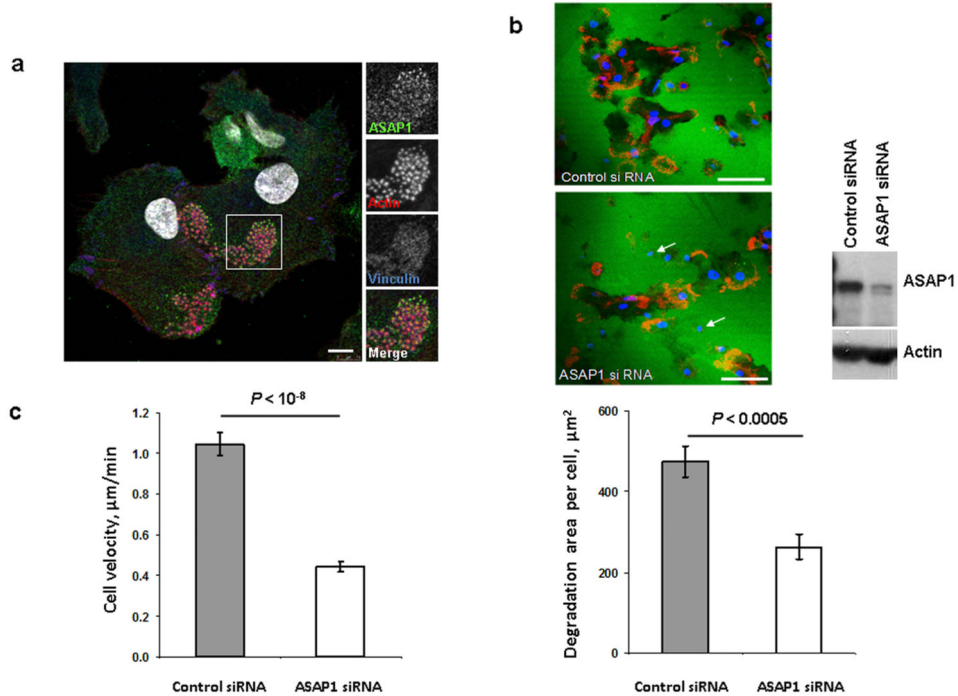 a
ASAP1
Actin
Vinculin
Merge
b
Control si RNA
ASAP1 si RNA
Control siRNA
ASAP1 siRNA
ASAP1
Actin
c
P < 10-8
Cell velocity, μm/min
1.2
1.0
0.8
0.6
0.4
0.2
0.0
Control siRNA
ASAP1 siRNA
P < 0.0005
Degradation area per cell, μm²
600
400
200
0
Control siRNA
ASAP1 siRNA